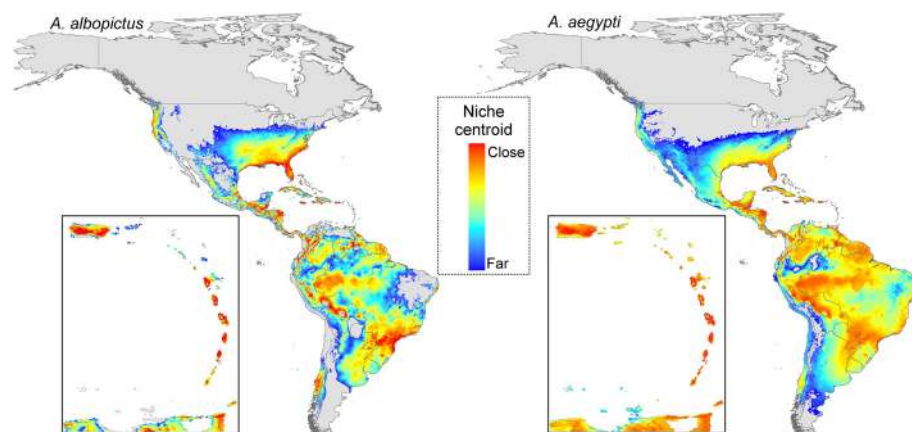 A. albopictus
A. aegypti
Niche
centroid
Close
Far